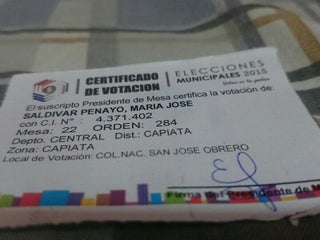 CERTIFICADO
DE VOTACION
ELECCIONES
MUNICIPALES 2015
El suscripto Presidente de Mesa certifica la votación de:
SALDIVAR PENAYO, MARIA JOSE
con C.I. Nº : 4.371.402
Mesa: 22 ORDEN: 284
Depto. CENTRAL Dist.: CAPIATA
Zona: CAPIATA
Local de Votación: COL.NAC. SAN JOSE OBRERO
Firma del Presidente de M